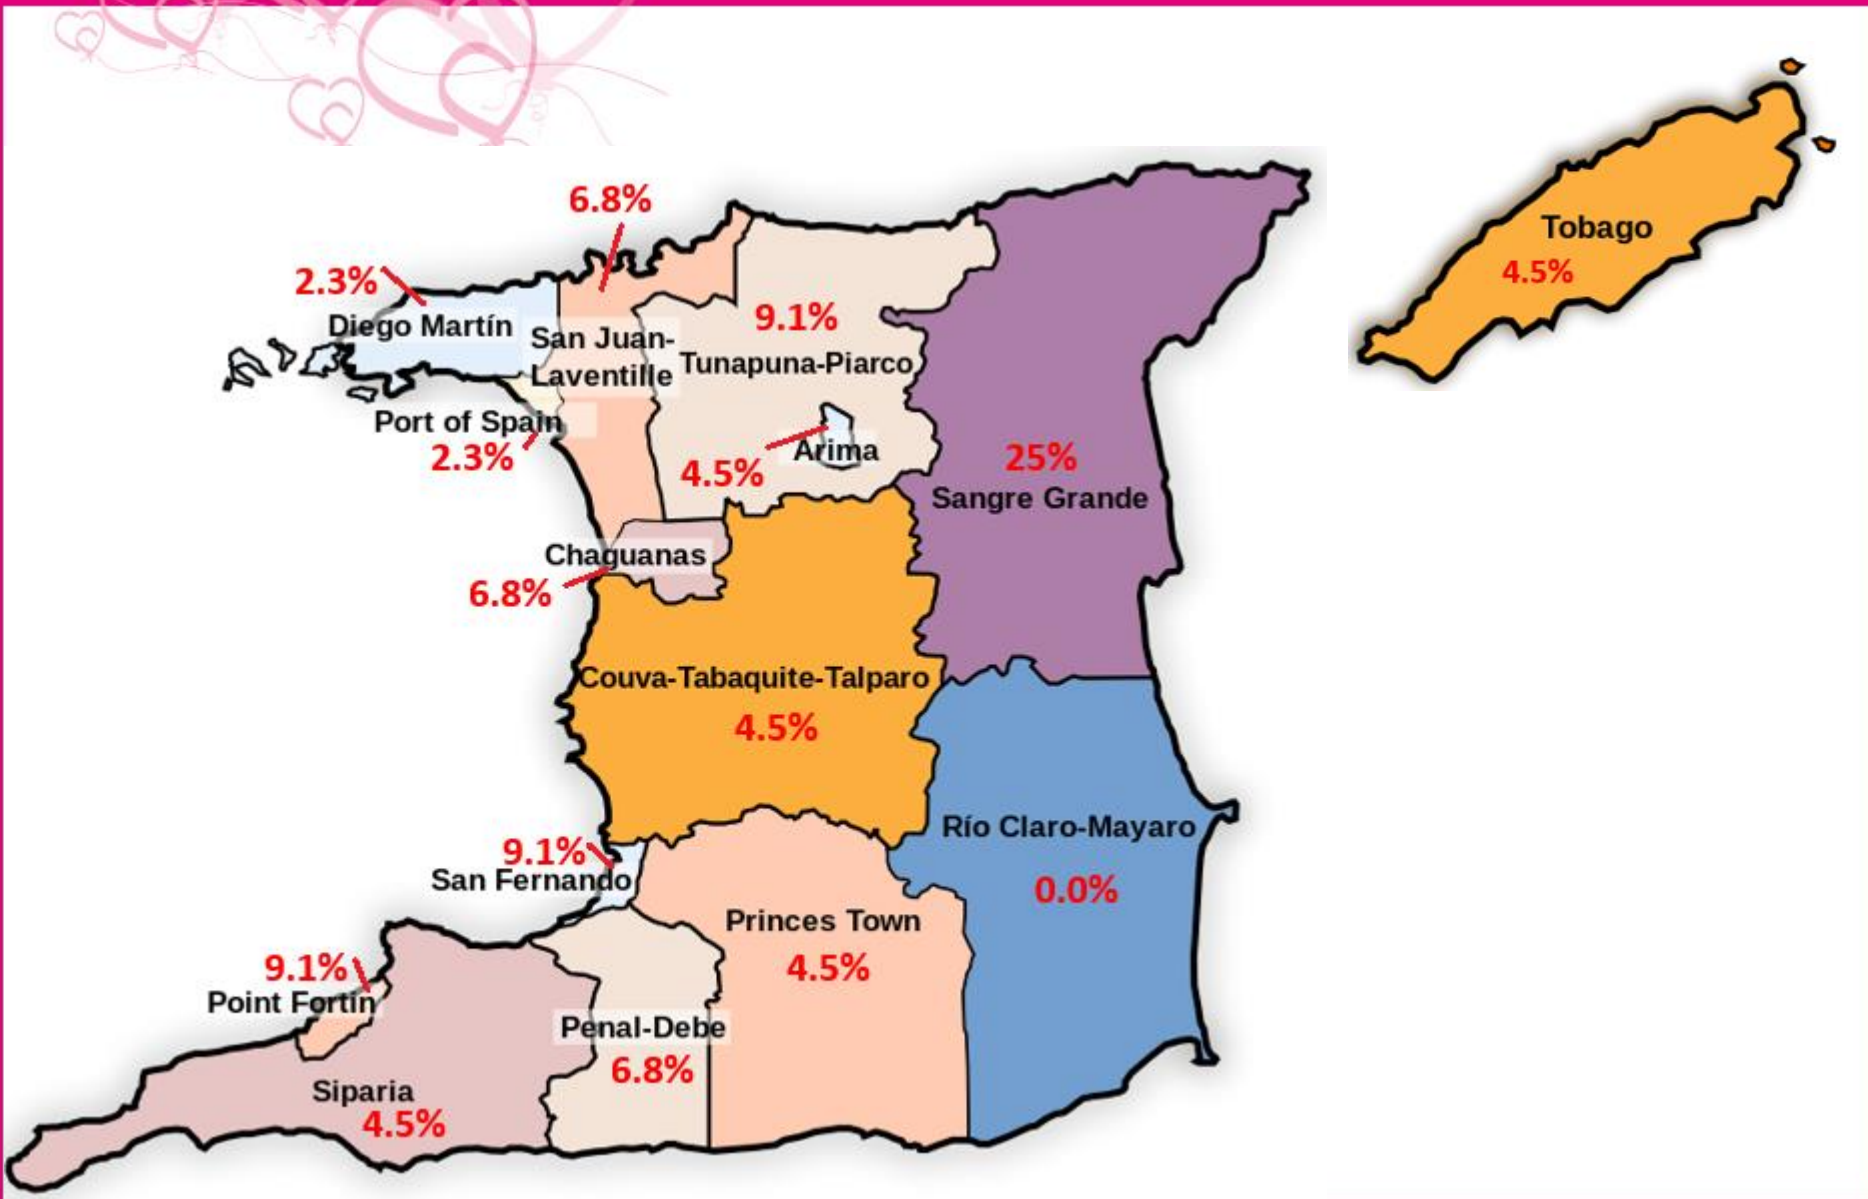 6.8%
2.3%
Diego Martín
San Juan-
Laventille
9.1%
Tunapuna-Piarco
Port of Spain
2.3%
4.5%
Arima
25%
Sangre Grande
Tobago
4.5%
Chaguanas
6.8%
Couva-Tabaquite-Talparo
4.5%
Río Claro-Mayaro
0.0%
9.1%
San Fernando
Princes Town
4.5%
9.1%
Point Fortín
Penal-Debe
6.8%
Siparia
4.5%